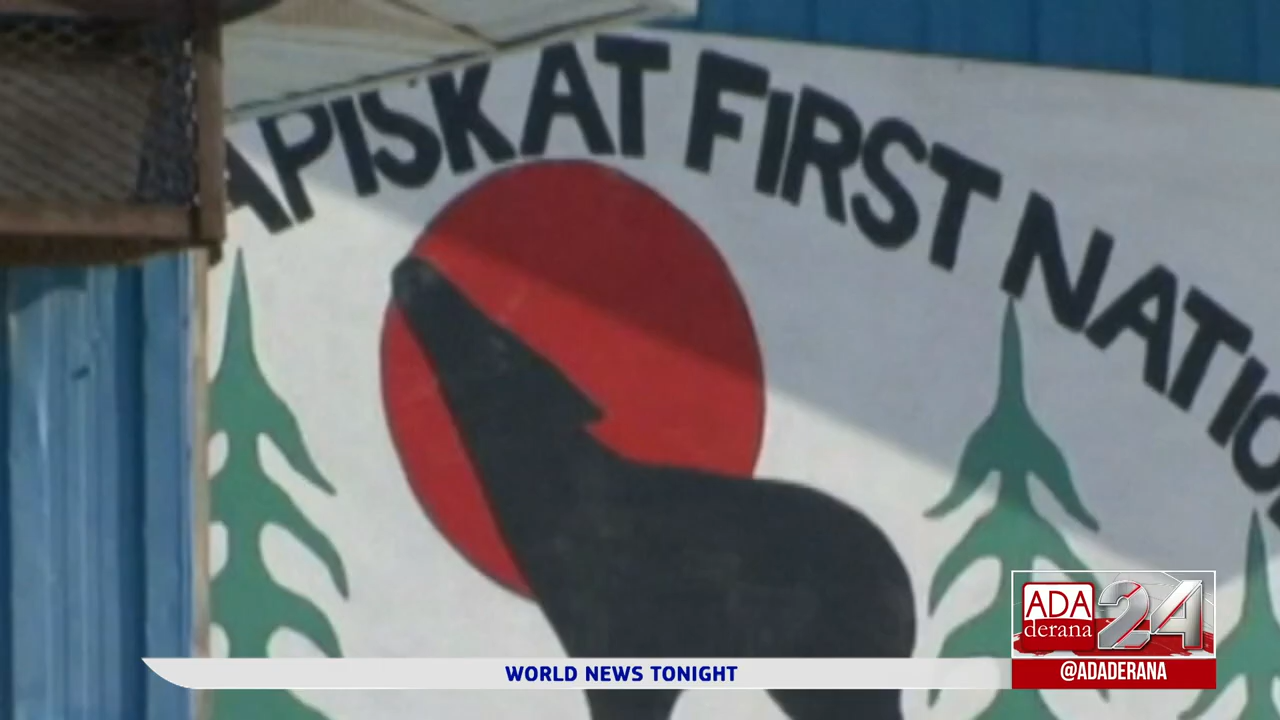 APISKAT FIRST NATIO
ADA
derana
24
@ADADERANA
WORLD NEWS TONIGHT